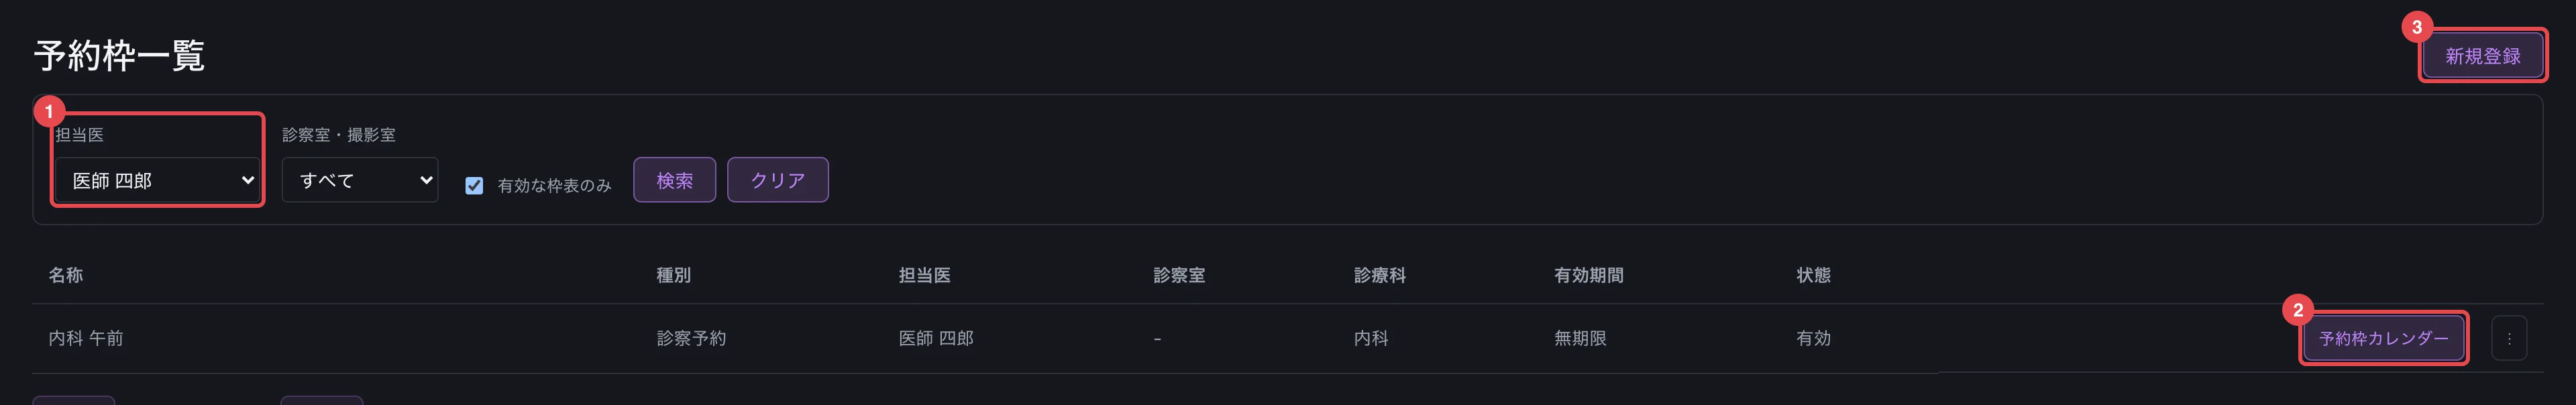 予約枠一覧
3
新規登録
1
担当医
診察室・撮影室
医師 四郎
すべて
有効な枠表のみ
検索
クリア
名称 種別 担当医 診察室 診療科 有効期間 状態
2
内科 午前 診察予約 医師 四郎 - 内科 無期限 有効 予約枠カレンダー ⋮